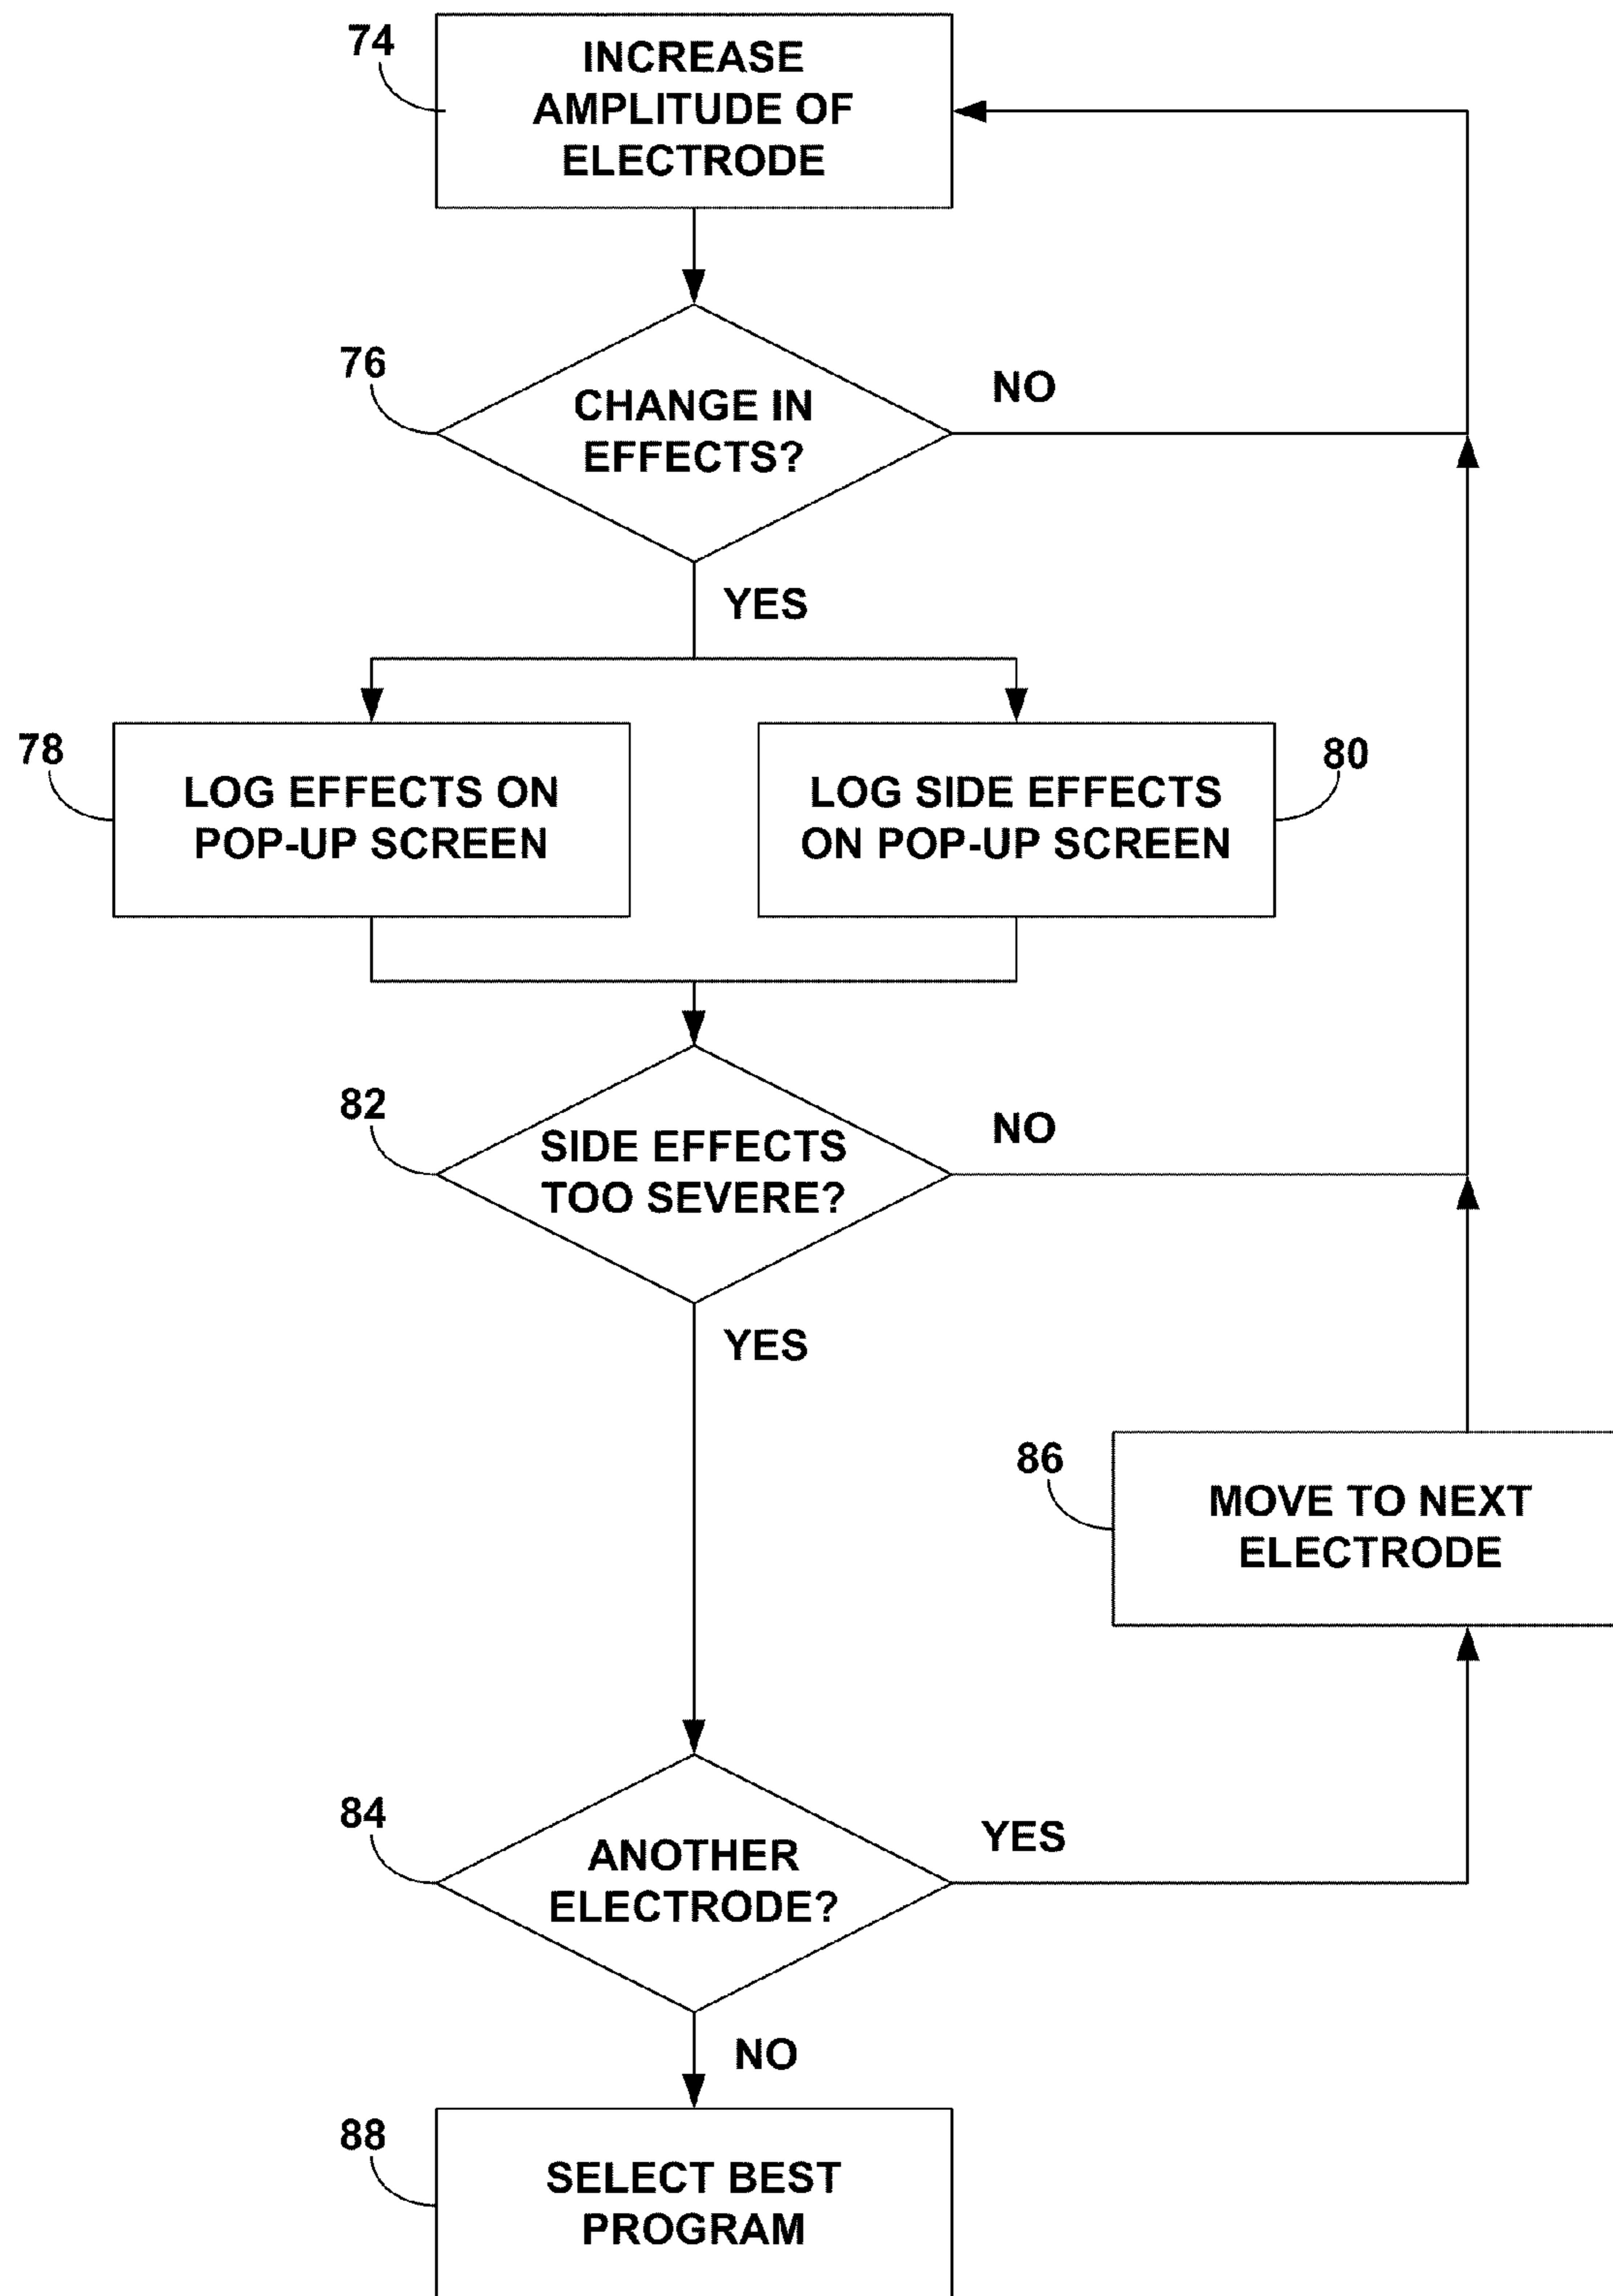 74
INCREASE
AMPLITUDE OF
ELECTRODE
76
CHANGE IN
EFFECTS?
NO
YES
78
LOG EFFECTS ON
POP-UP SCREEN
LOG SIDE EFFECTS
ON POP-UP SCREEN
80
82
SIDE EFFECTS
TOO SEVERE?
NO
YES
86
MOVE TO NEXT
ELECTRODE
84
ANOTHER
ELECTRODE?
YES
NO
88
SELECT BEST
PROGRAM